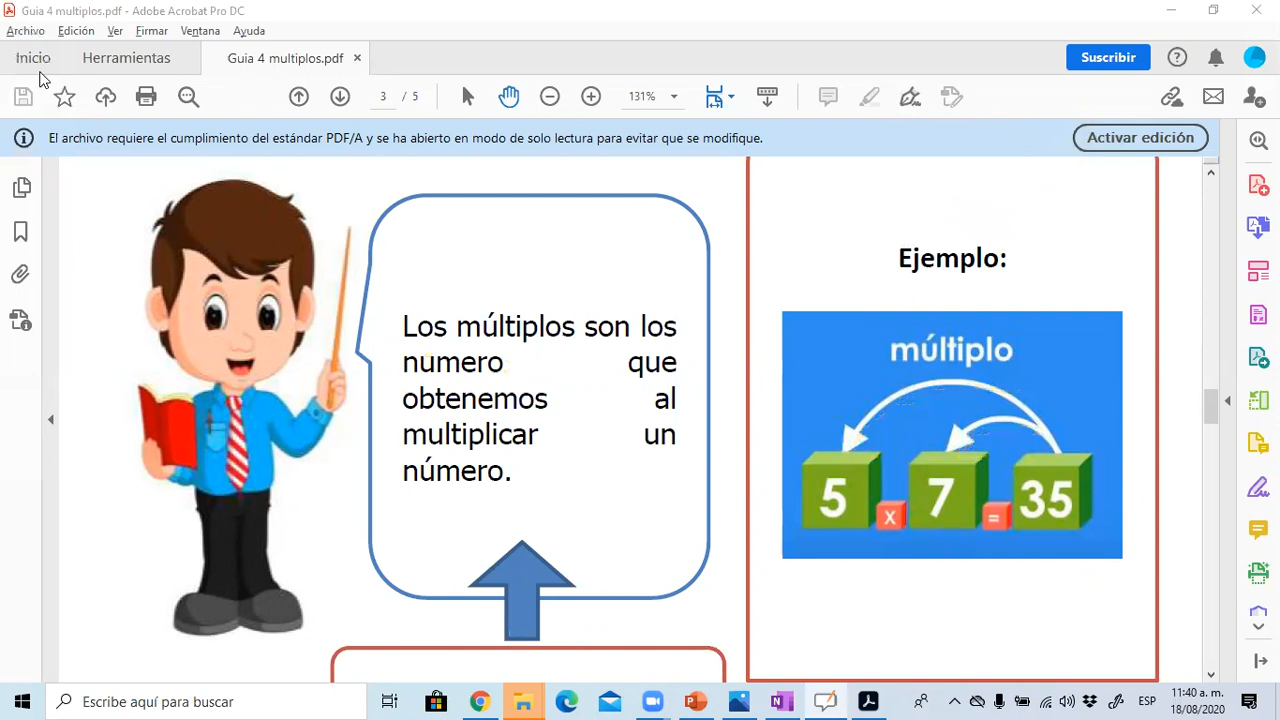 Guia 4 multiplos.pdf - Adobe Acrobat Pro DC
Archivo Edición Ver Firmar Ventana Ayuda
Inicio Herramientas Guia 4 multiplos.pdf × Suscribir
3 / 5 131%
El archivo requiere el cumplimiento del estándar PDF/A y se ha abierto en modo de solo lectura para evitar que se modifique. Activar edición
Los múltiplos son los
numero que
obtenemos al
multiplicar un
número.
Ejemplo:
múltiplo
5 x 7 = 35
Escribe aquí para buscar
ESP
11:40 a. m.
18/08/2020